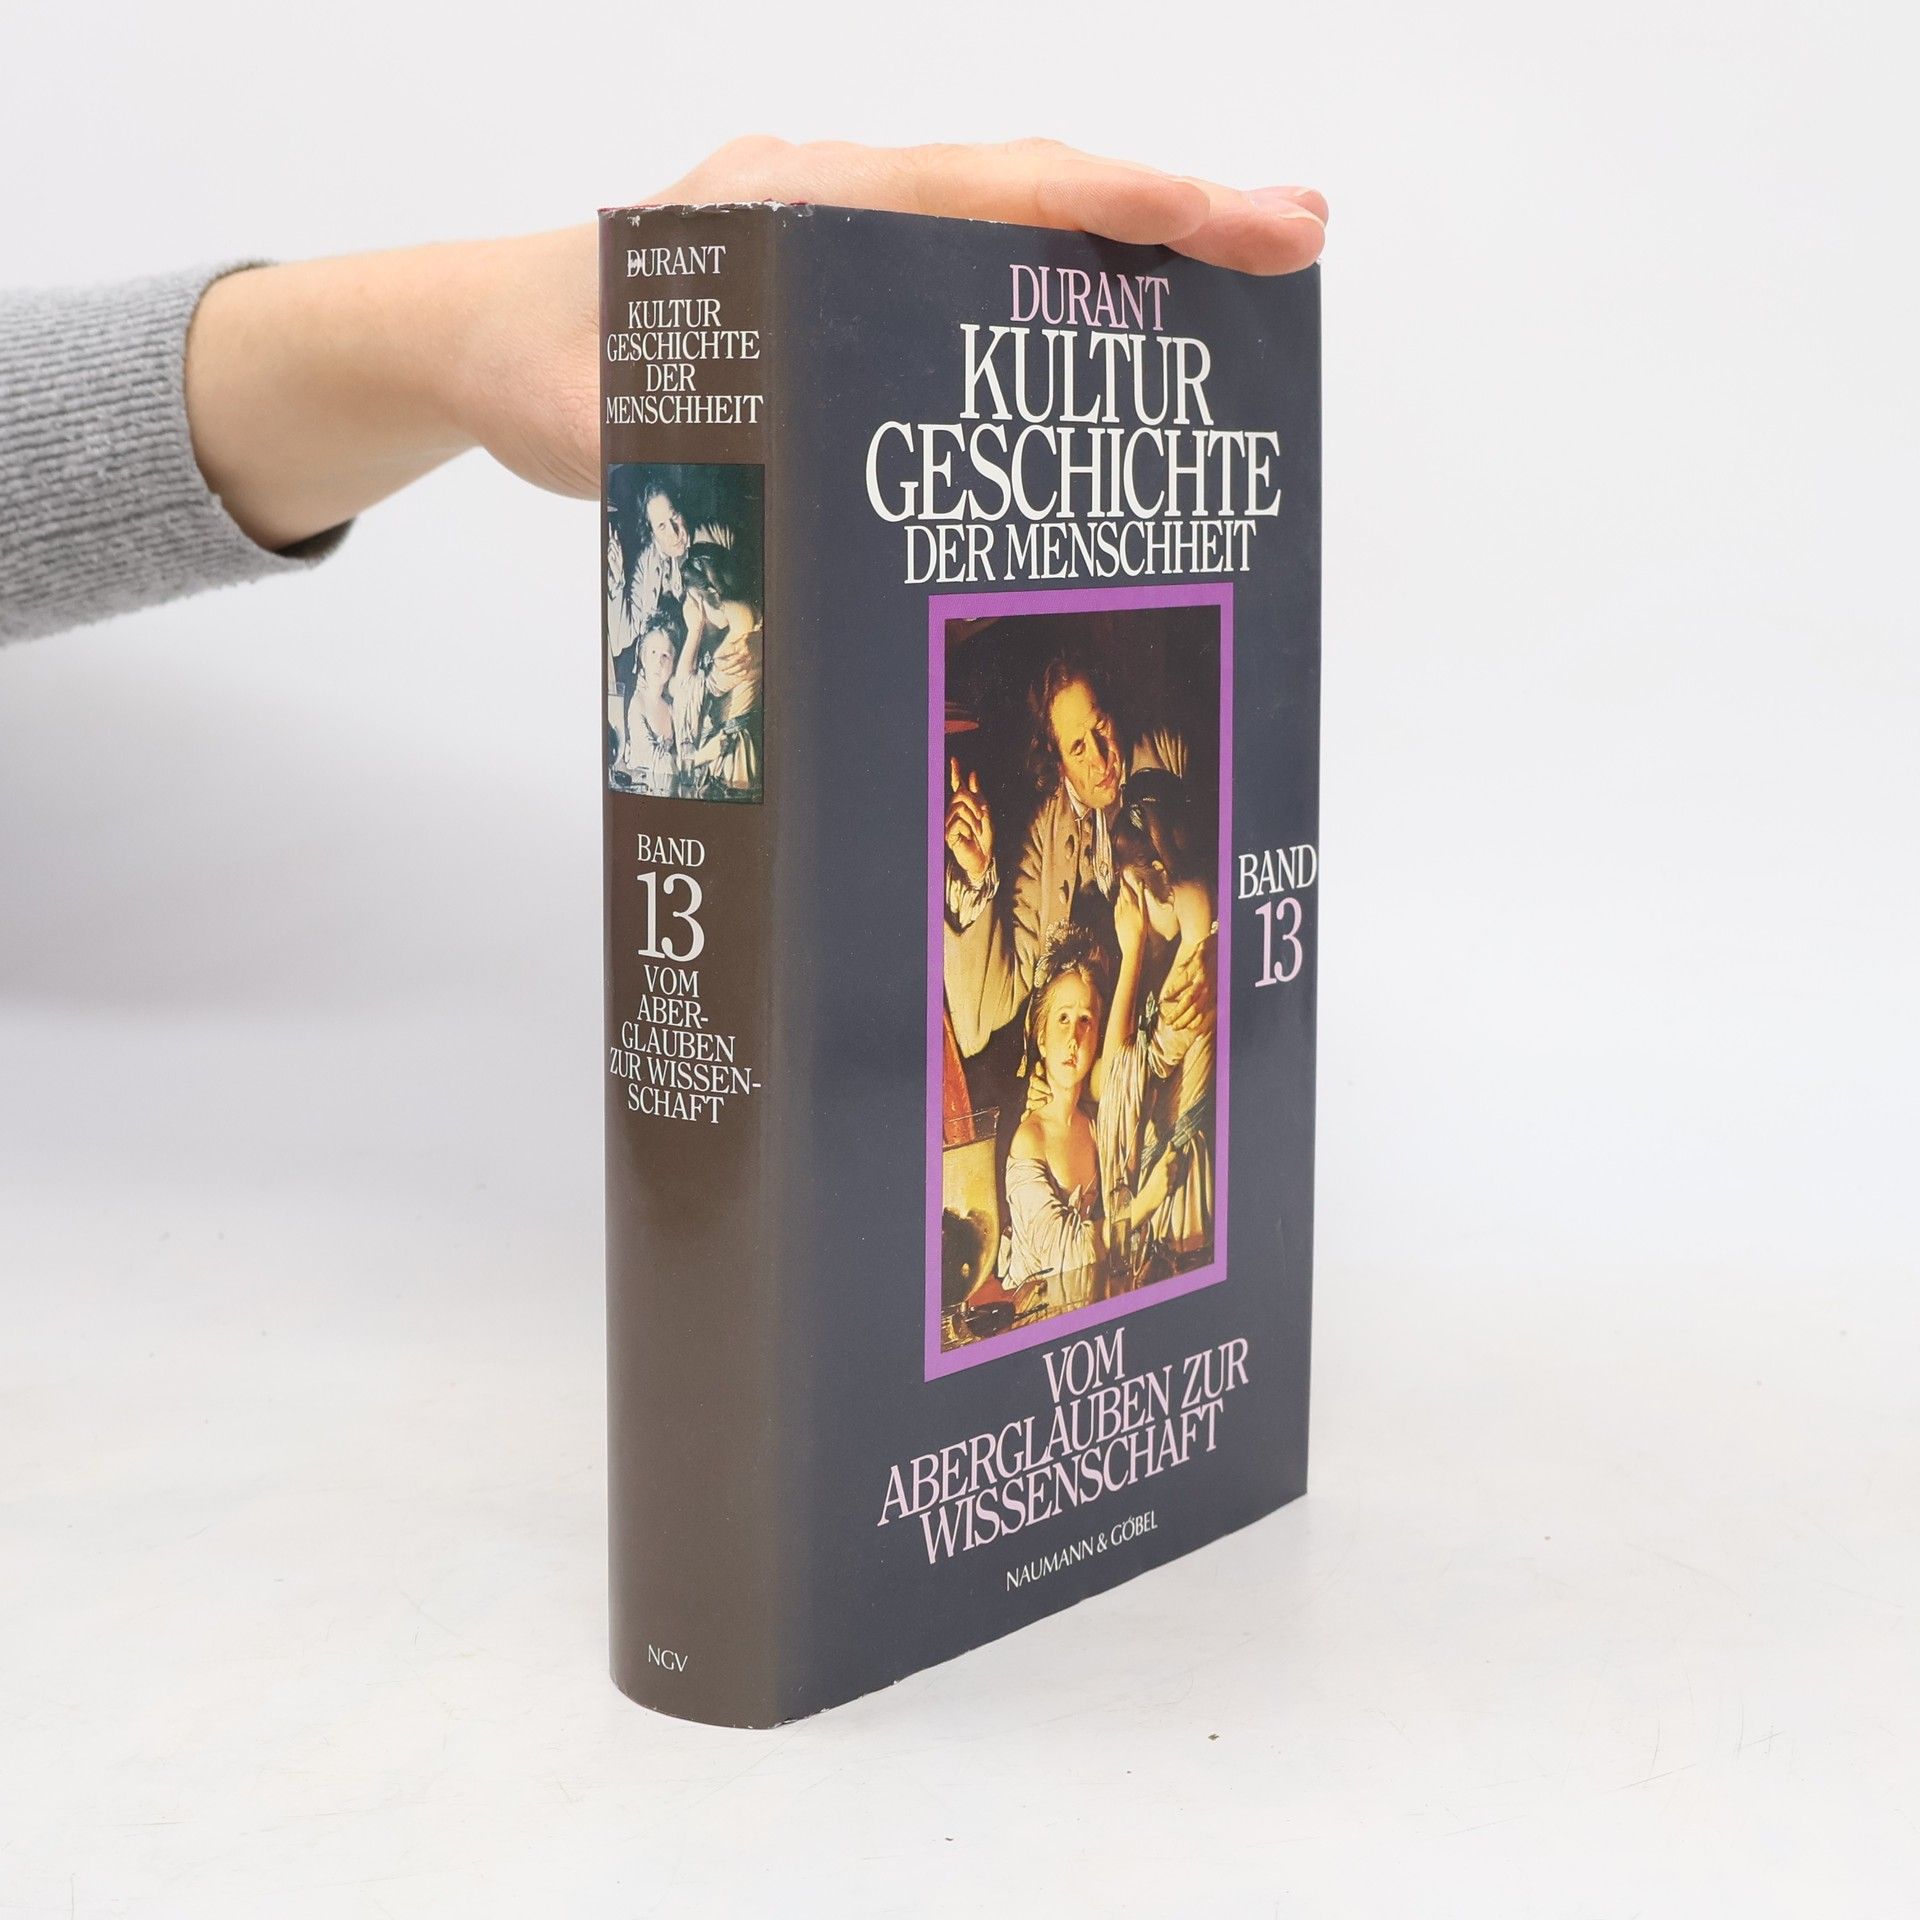 DURANT
KULTUR
GESCHICHTE
DER
MENSCHHEIT
BAND
13
VOM
ABER-
GLAUBEN
ZUR WISSEN-
SCHAFT
NGV
DURANT
KULTUR
GESCHICHTE
DER MENSCHHEIT
BAND
13
VOM
ABERGLAUBEN ZUR
WISSENSCHAFT
NAUMANN & GÖBEL